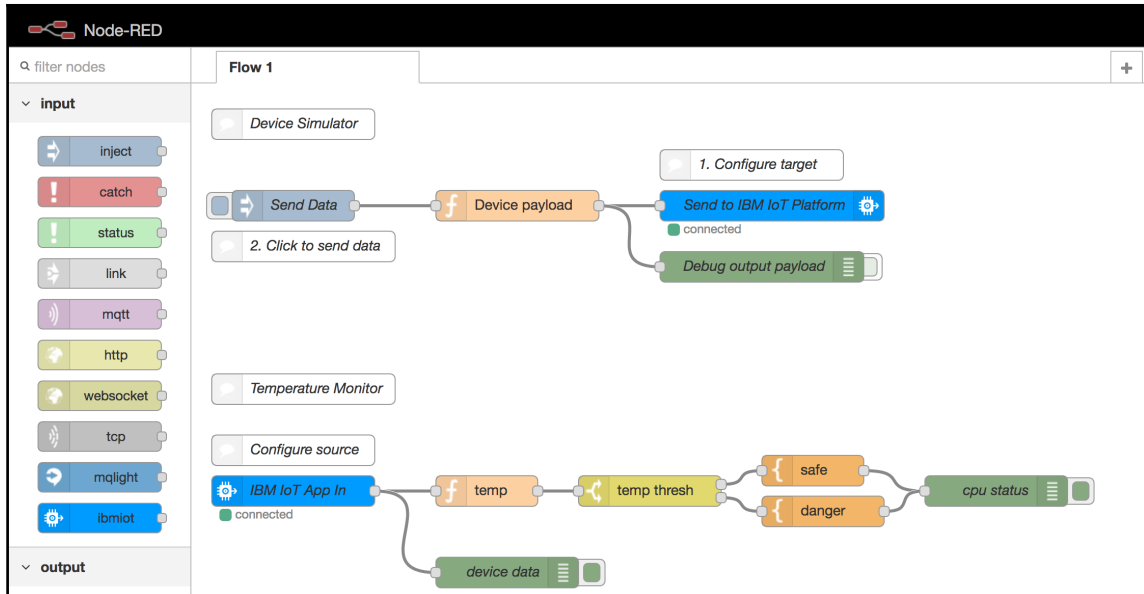 Node-RED
filter nodes
Flow 1
+
input
inject
catch
status
link
mqtt
http
websocket
tcp
mqlight
ibmiot
output
Device Simulator
1. Configure target
Send Data
Device payload
Send to IBM IoT Platform
connected
2. Click to send data
Debug output payload
Temperature Monitor
Configure source
IBM IoT App In
connected
temp
temp thresh
safe
danger
cpu status
device data